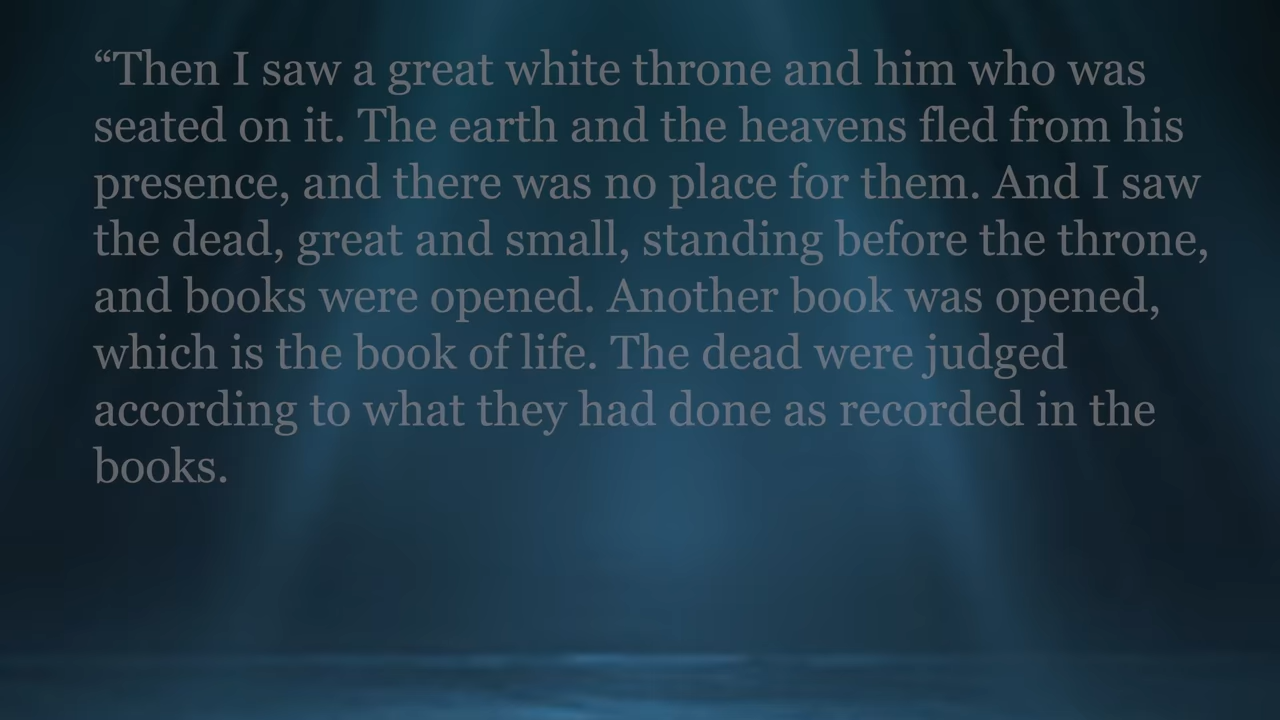 “Then I saw a great white throne and him who was
seated on it. The earth and the heavens fled from his
presence, and there was no place for them. And I saw
the dead, great and small, standing before the throne,
and books were opened. Another book was opened,
which is the book of life. The dead were judged
according to what they had done as recorded in the
books.